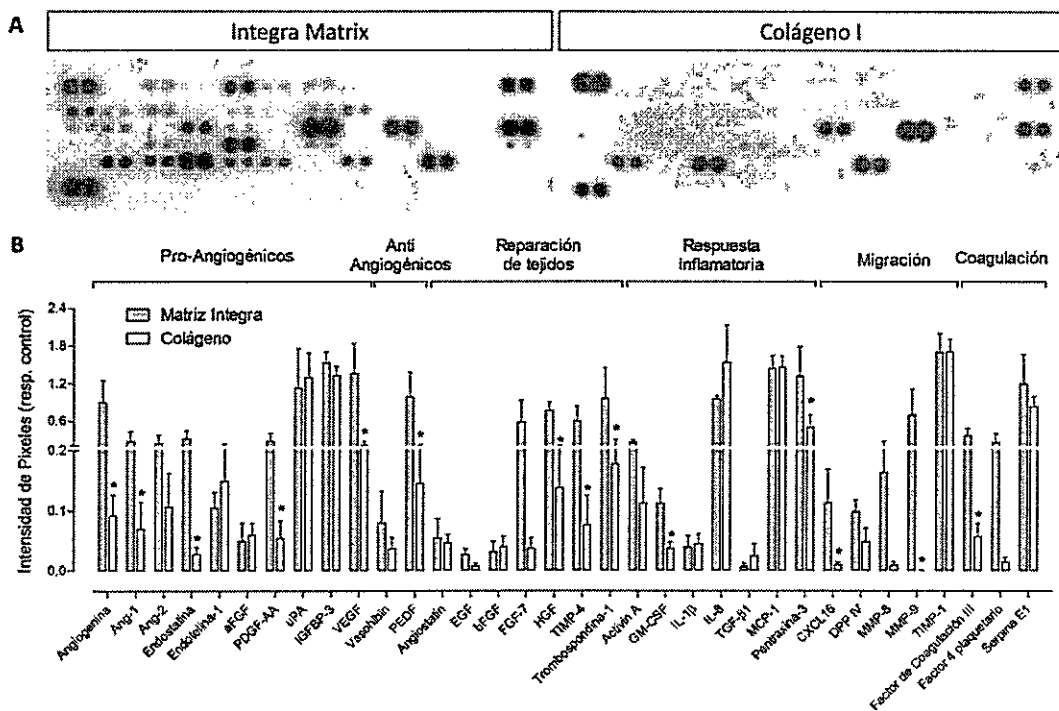 A
Integra Matrix
Colágeno I
B
Pro-Angiogénicos
Anti Angiogénicos
Reparación de tejidos
Respuesta inflamatoria
Migración
Coagulación
Intensidad de Pixeles (resp. control)
2.4
1.8
1.2
0.6
0.2
0.1
0,0
Matriz Integra
Colágeno
*
*
*
*
*
*
*
*
*
*
*
*
*
*
Angiogenina
Ang-1
Ang-2
Endostatina
Endotelina-1
aFGF
PDGF-AA
uPA
IGFBP-3
VEGF
Vasohibin
PEDF
Angiostatin
EGF
bFGF
FGF-7
HGF
TIMP-4
Trombospondina-1
Activin A
GM-CSF
IL-1β
IL-8
TGF-β1
MCP-1
Pentraxina-3
CXCL16
DPP IV
MMP-8
MMP-9
TIMP-1
Factor de Coagulación III
Factor 4 plaquetario
Serpina E1